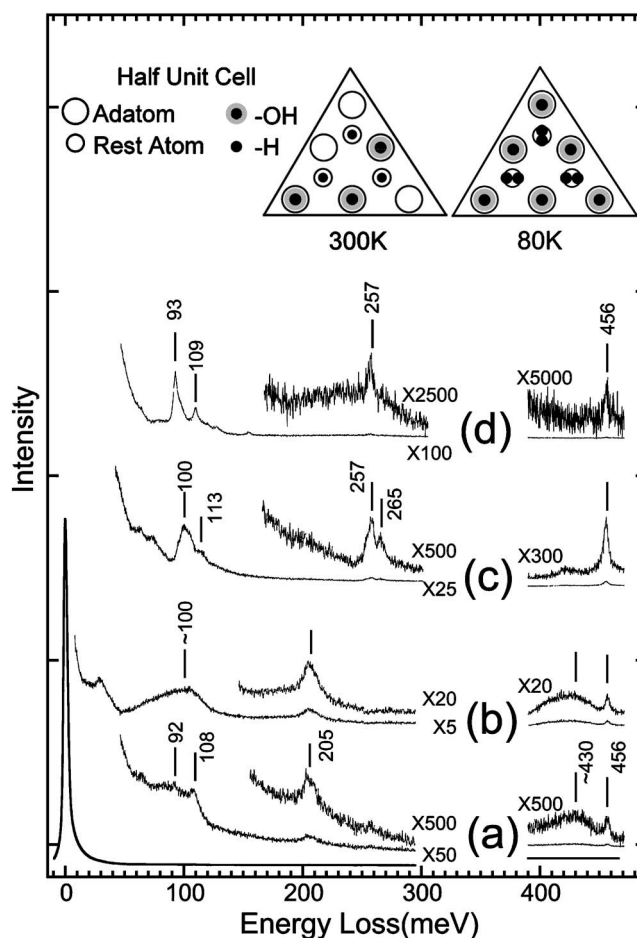 Half Unit Cell
Adatom
-OH
Rest Atom
-H
300K
80K
93
109
257
456
X2500
X5000
(d)
X100
100
113
257
265
X500
X300
(c)
X25
~100
X20
X20
(b)
X5
92
108
205
~430
456
X500
X500
(a)
X50
Intensity
0
100
200
300
400
Energy Loss(meV)